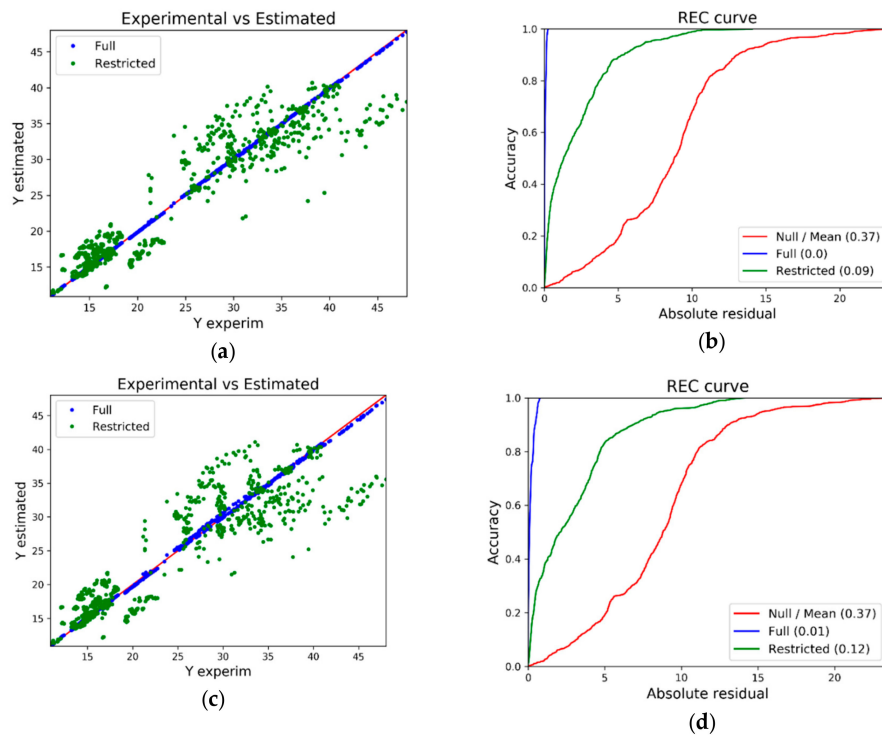 Experimental vs Estimated
45
40
35
30
25
20
15
Full
Restricted
Y estimated
15 20 25 30 35 40 45
Y experim
(a)
REC curve
1.0
0.8
0.6
0.4
0.2
0.0
Accuracy
Null / Mean (0.37)
Full (0.0)
Restricted (0.09)
0 5 10 15 20
Absolute residual
(b)
Experimental vs Estimated
45
40
35
30
25
20
15
Full
Restricted
Y estimated
15 20 25 30 35 40 45
Y experim
(c)
REC curve
1.0
0.8
0.6
0.4
0.2
0.0
Accuracy
Null / Mean (0.37)
Full (0.01)
Restricted (0.12)
0 5 10 15 20
Absolute residual
(d)